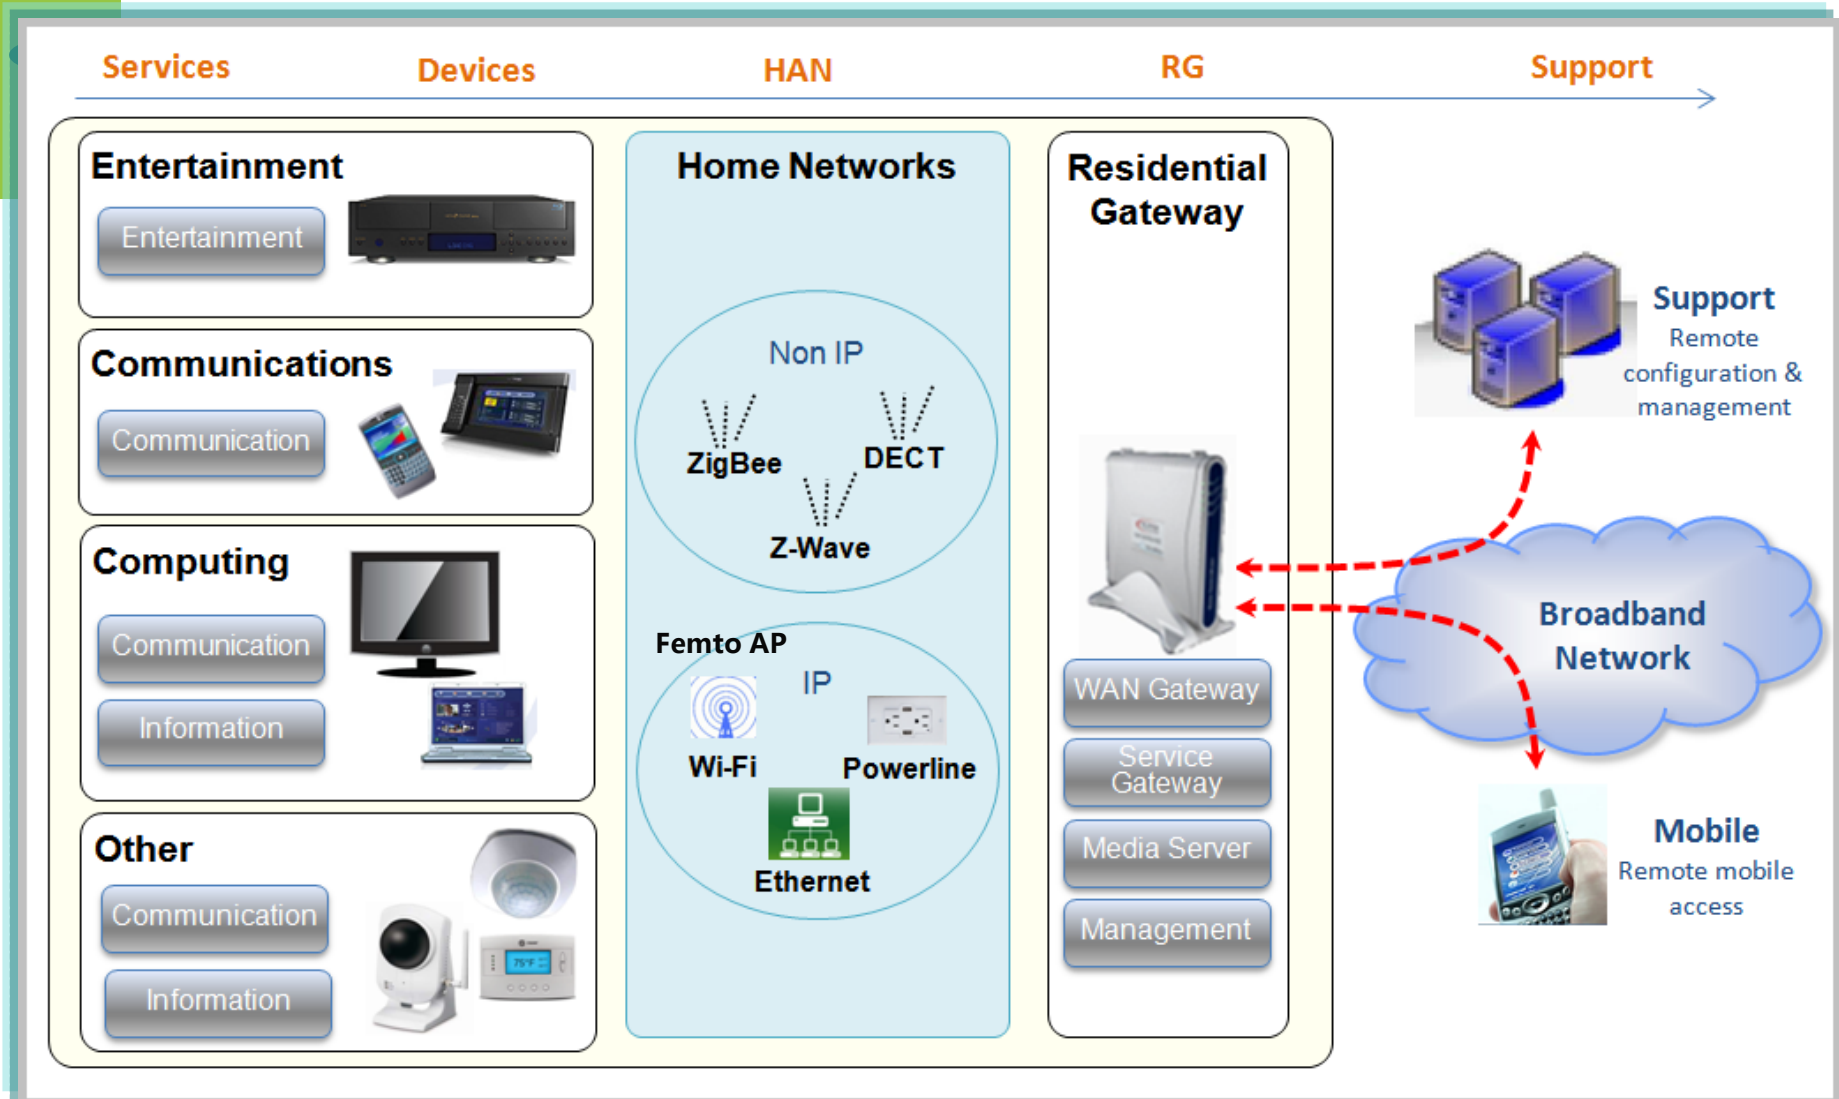 Services
Devices
HAN
RG
Support
Entertainment
Entertainment
Communications
Communication
Computing
Communication
Information
Other
Communication
Information
75°F
Home Networks
Non IP
ZigBee
DECT
Z-Wave
Femto AP
IP
Wi-Fi
Powerline
Ethernet
Residential
Gateway
WAN Gateway
Service
Gateway
Media Server
Management
Support
Remote
configuration &
management
Broadband
Network
Mobile
Remote mobile
access